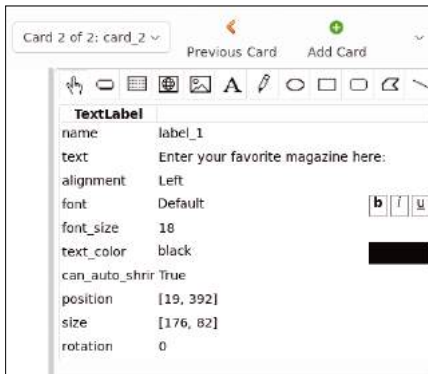 Card 2 of 2: card_2
Previous Card
Add Card
A
TextLabel
name label_1
text Enter your favorite magazine here:
alignment Left
font Default b i u
font_size 18
text_color black
can_auto_shrir True
position [19, 392]
size [176, 82]
rotation 0